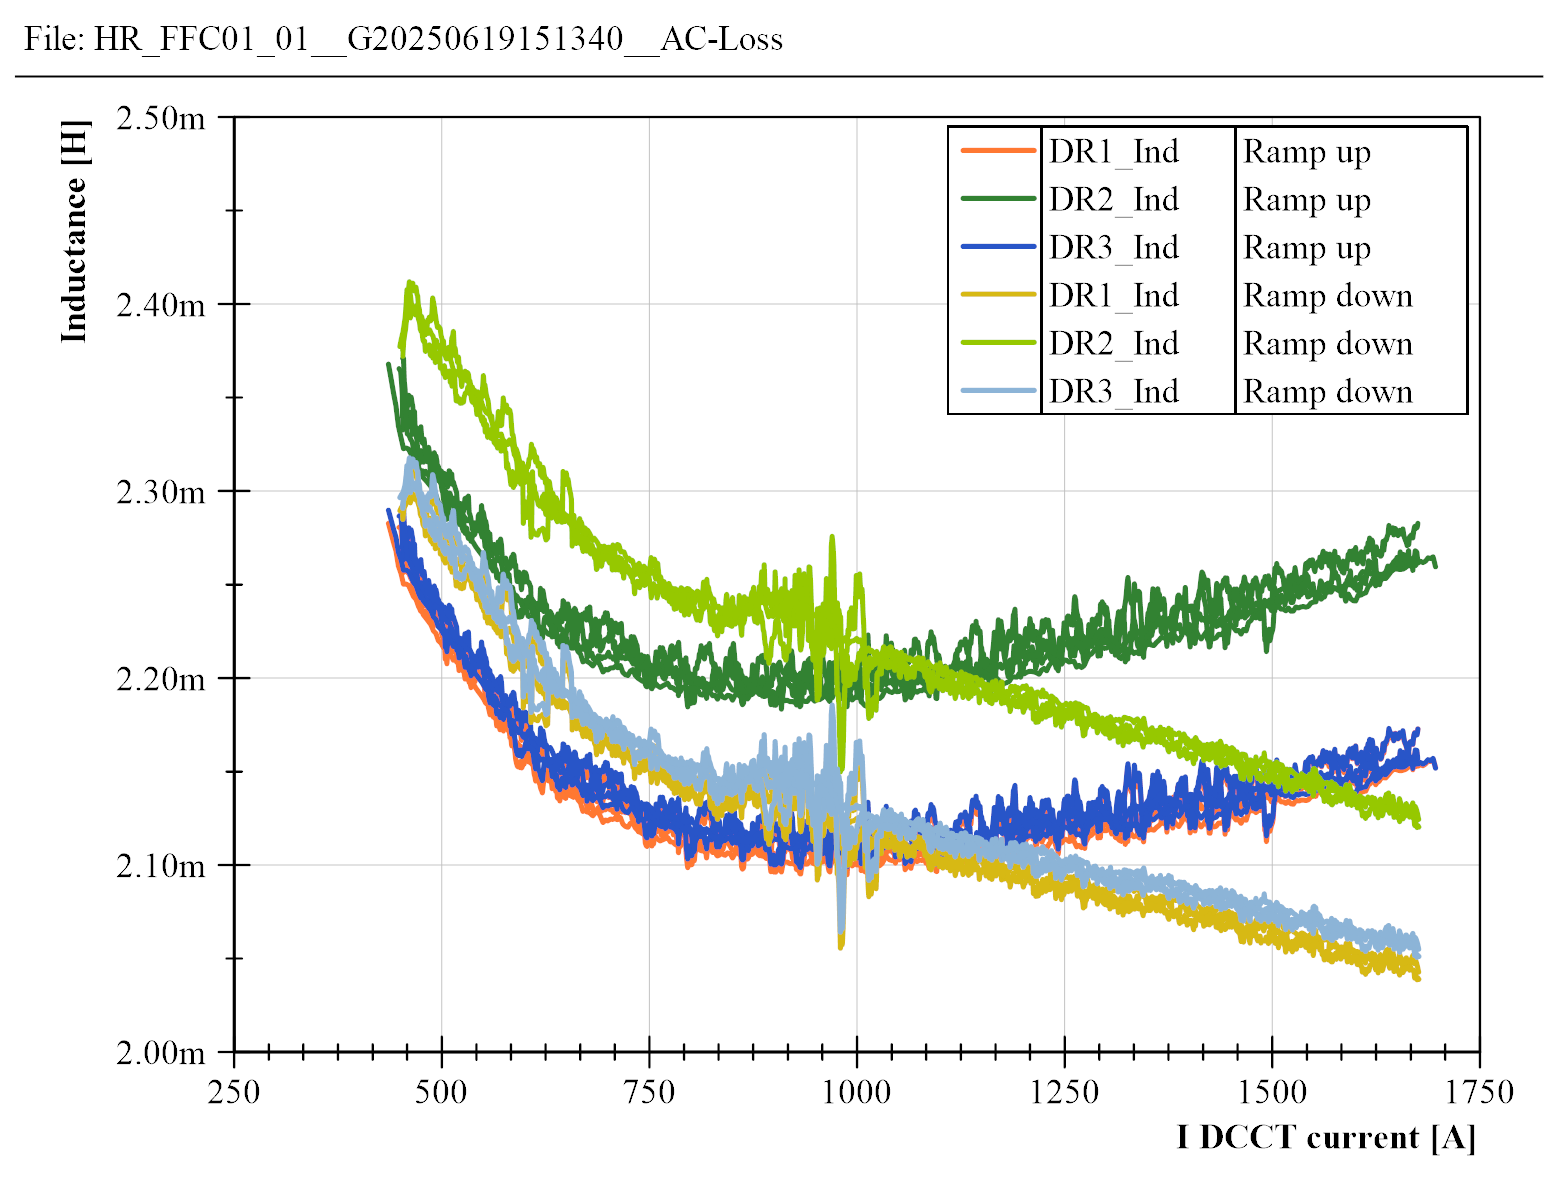 File: HR_FFC01_01__G20250619151340__AC-Loss
Inductance [H]
2.50m
2.40m
2.30m
2.20m
2.10m
2.00m
DR1_Ind Ramp up
DR2_Ind Ramp up
DR3_Ind Ramp up
DR1_Ind Ramp down
DR2_Ind Ramp down
DR3_Ind Ramp down
250 500 750 1000 1250 1500 1750
I DCCT current [A]